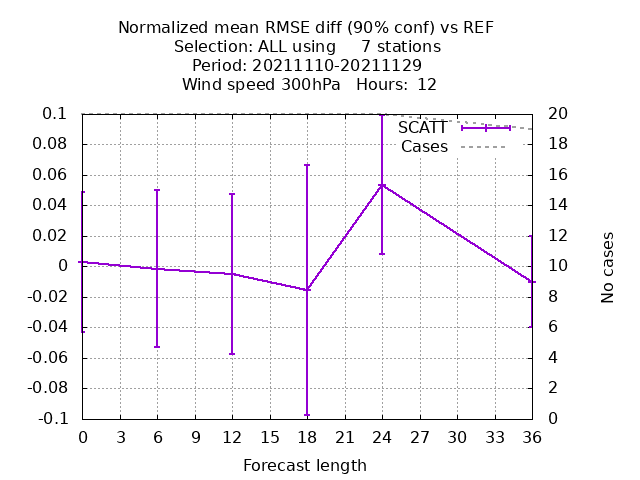 Normalized mean RMSE diff (90% conf) vs REF
Selection: ALL using     7 stations
Period: 20211110-20211129
Wind speed 300hPa   Hours:  12
SCATT
Cases
0.1
0.08
0.06
0.04
0.02
0
-0.02
-0.04
-0.06
-0.08
-0.1
20
18
16
14
12
10
8
6
4
2
0
No cases
0 3 6 9 12 15 18 21 24 27 30 33 36
Forecast length